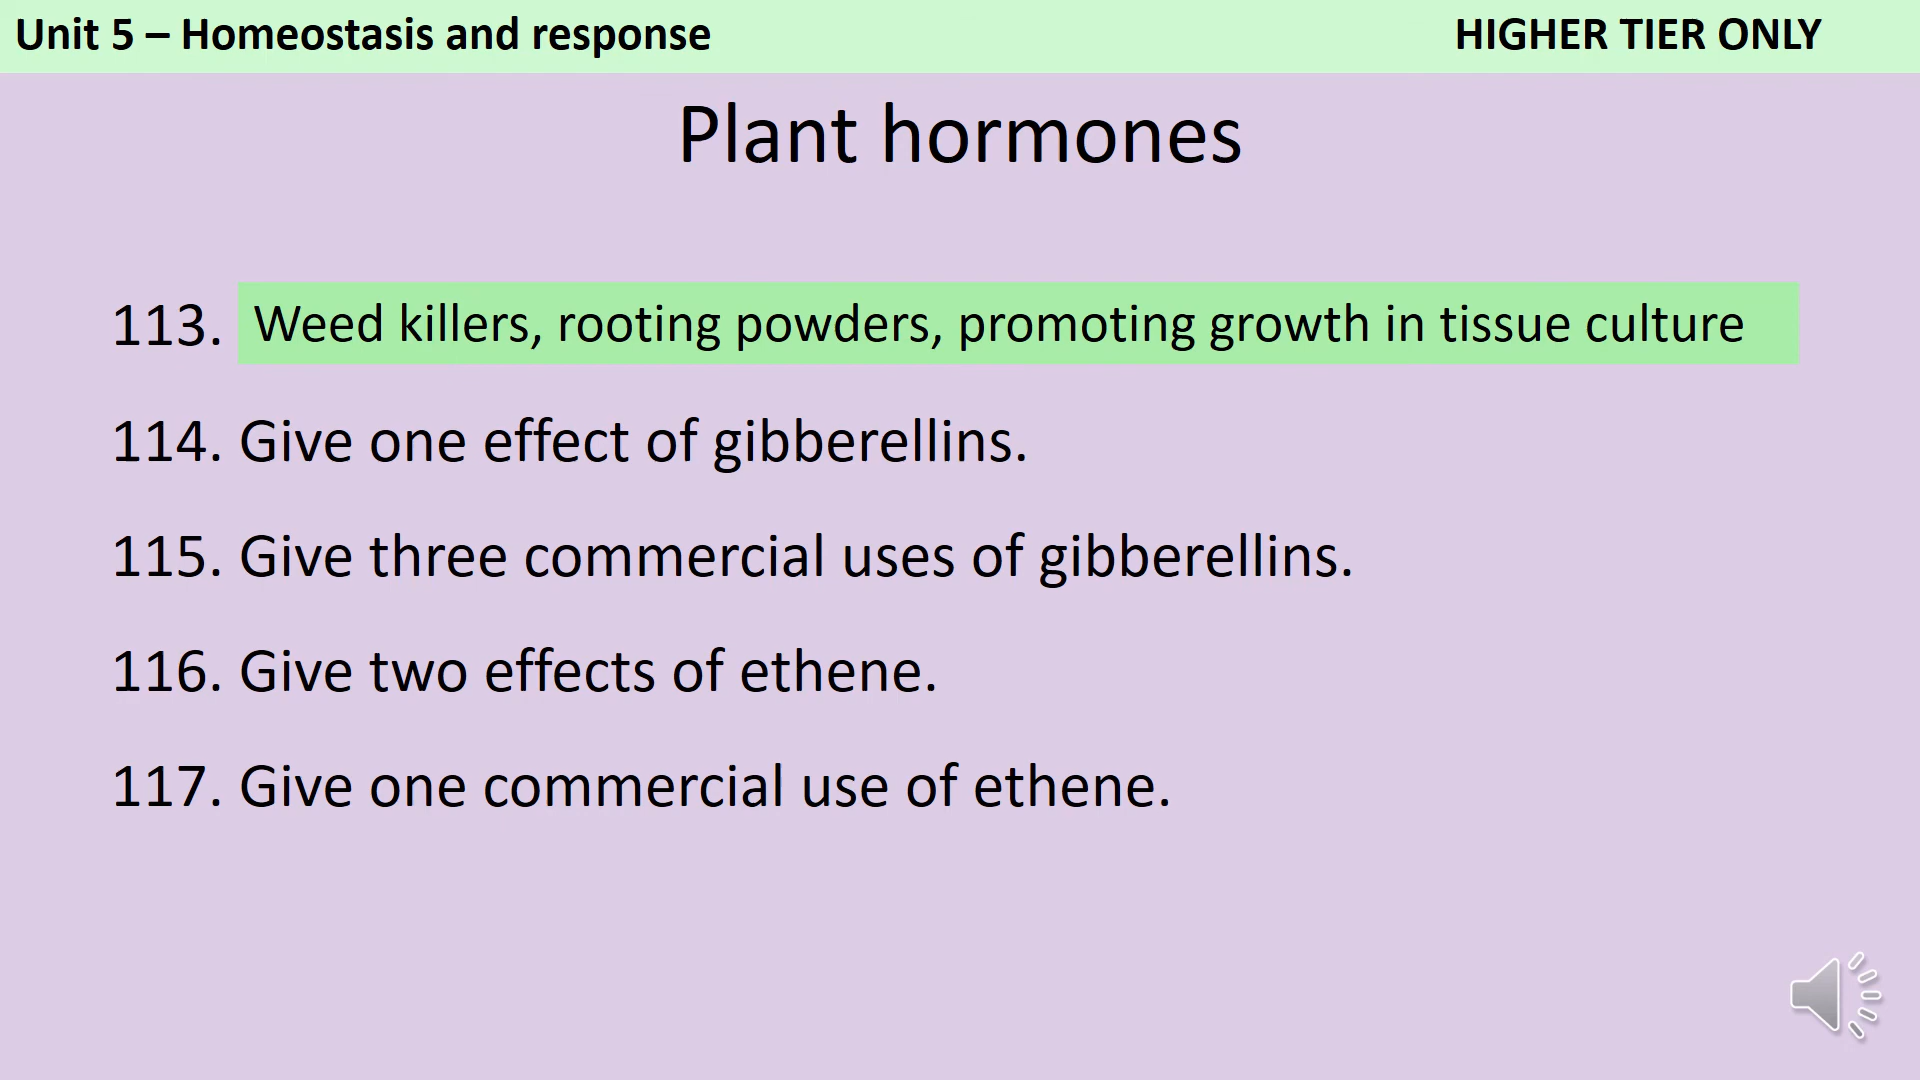 Unit 5 – Homeostasis and response
HIGHER TIER ONLY
Plant hormones
113. Weed killers, rooting powders, promoting growth in tissue culture
114. Give one effect of gibberellins.
115. Give three commercial uses of gibberellins.
116. Give two effects of ethene.
117. Give one commercial use of ethene.